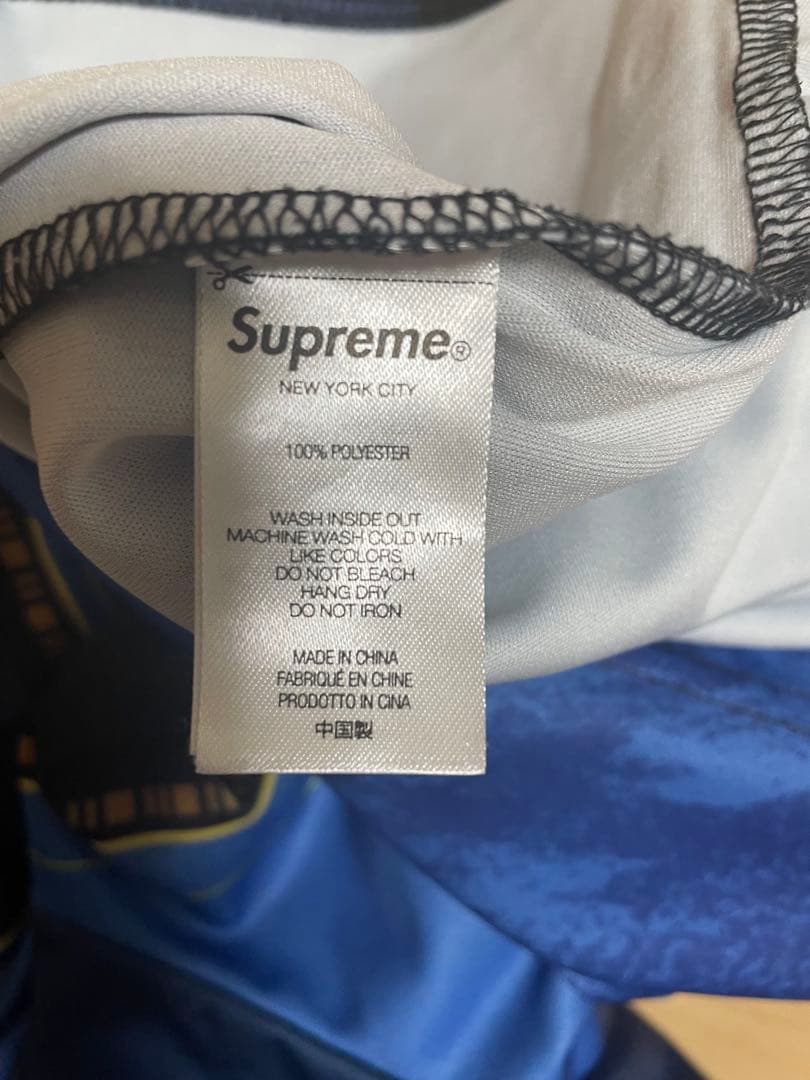 Supreme®
NEW YORK CITY
100% POLYESTER
WASH INSIDE OUT
MACHINE WASH COLD WITH
LIKE COLORS
DO NOT BLEACH
HANG DRY
DO NOT IRON
MADE IN CHINA
FABRIQUÉ EN CHINE
PRODOTTO IN CINA
中国製